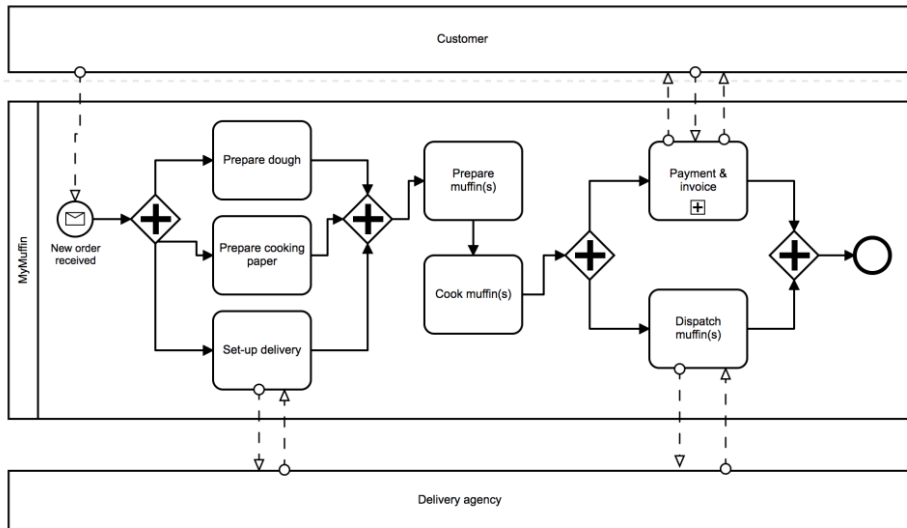 Customer
MyMuffin
New order
received
Prepare dough
Prepare cooking
paper
Set-up delivery
Prepare
muffin(s)
Cook muffin(s)
Payment &
invoice
Dispatch
muffin(s)
Delivery agency